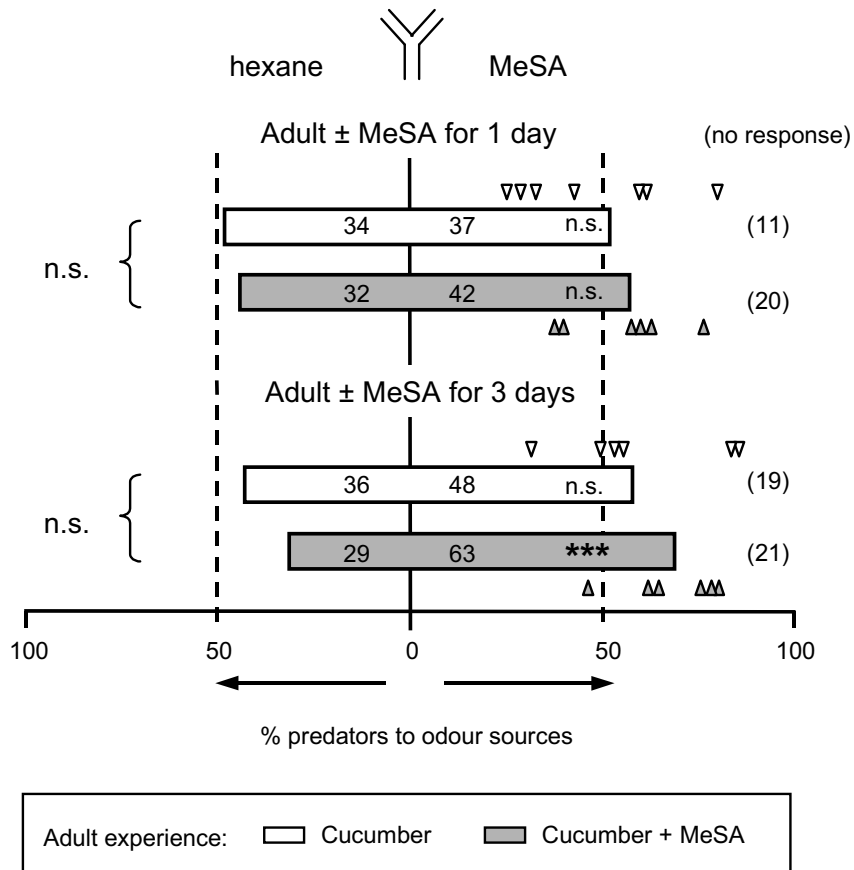 hexane MeSA
Adult ± MeSA for 1 day (no response)
34 37 n.s. (11)
n.s.
32 42 n.s. (20)
Adult ± MeSA for 3 days
36 48 n.s. (19)
n.s.
29 63 *** (21)
100 50 0 50 100
% predators to odour sources
Adult experience: Cucumber Cucumber + MeSA